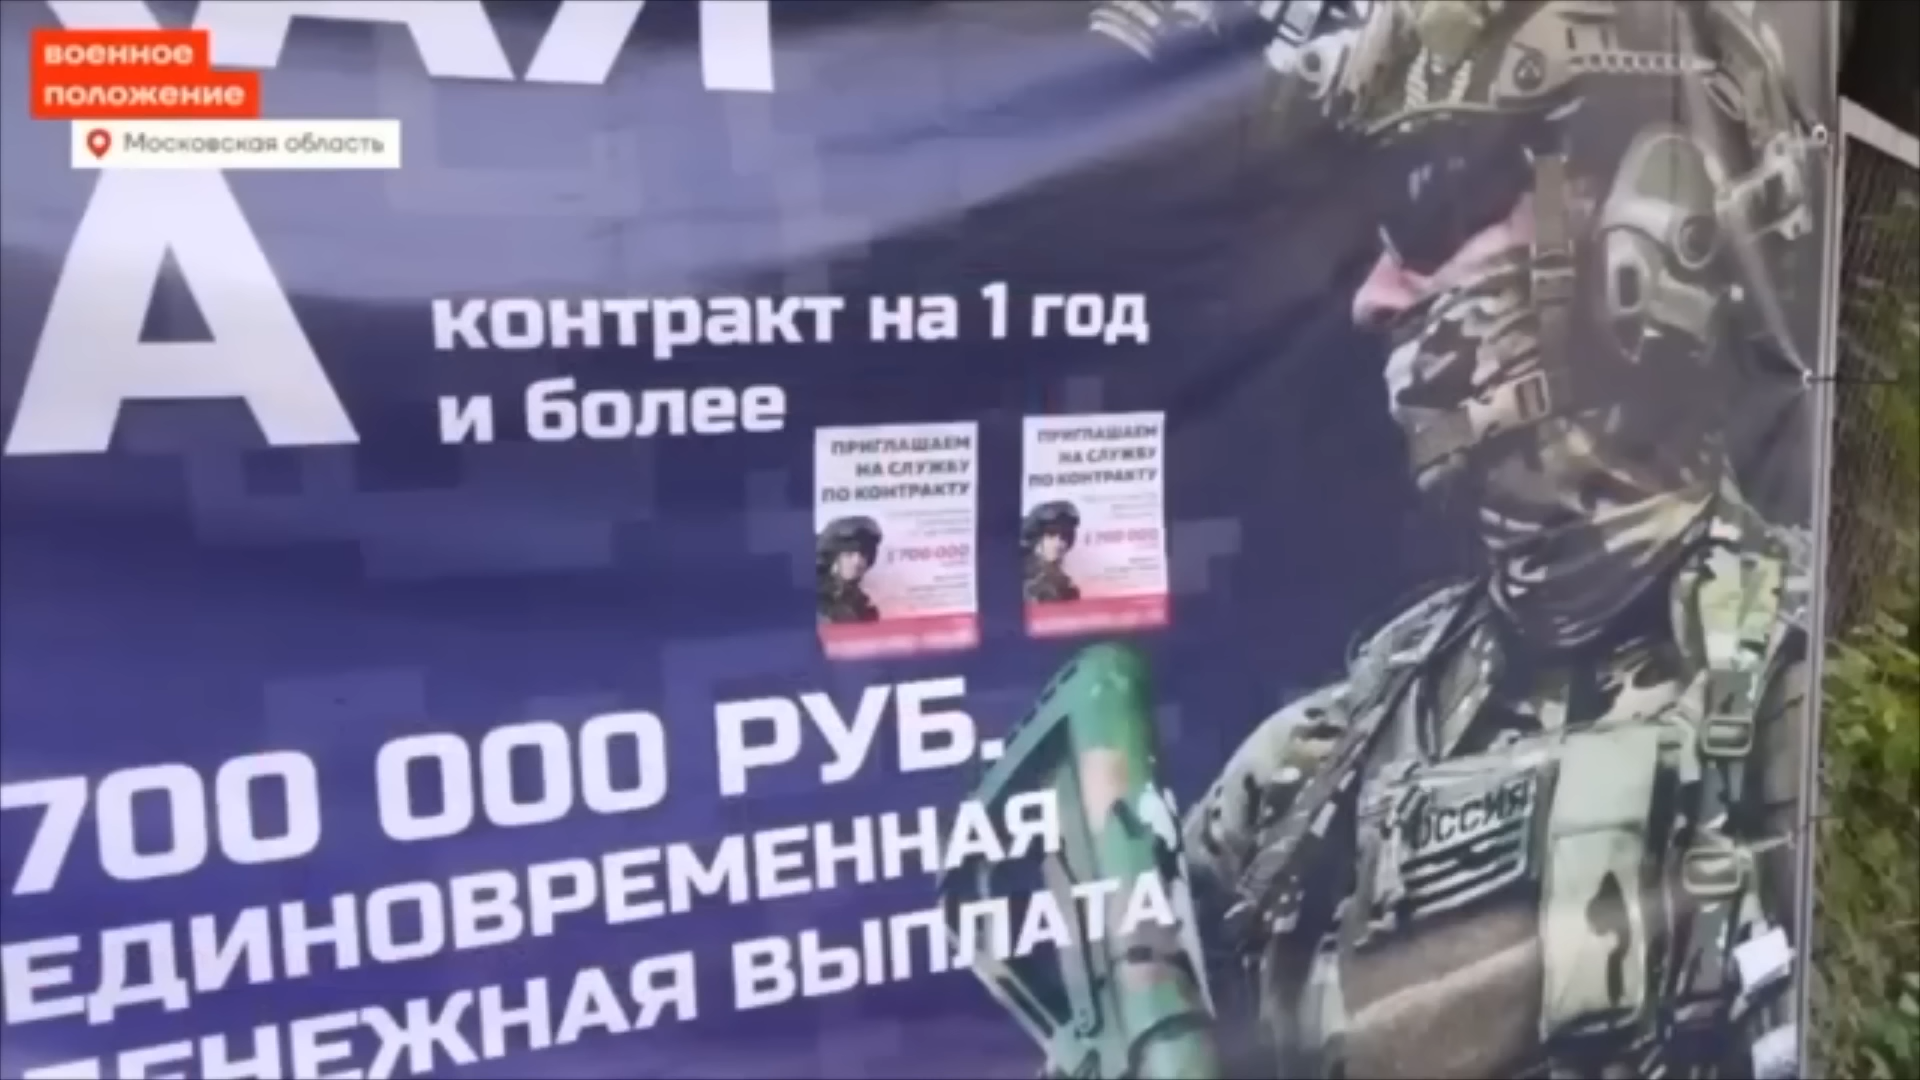 военное
положение
Московская область
А
контракт на 1 год
и более
ПРИГЛАШАЕМ
НА СЛУЖБУ
ПО КОНТРАКТУ
ПРИГЛАШАЕМ
НА СЛУЖБУ
ПО КОНТРАКТУ
700 000 РУБ.
ЕДИНОВРЕМЕННАЯ
ДЕНЕЖНАЯ ВЫПЛАТА
РОССИЯ